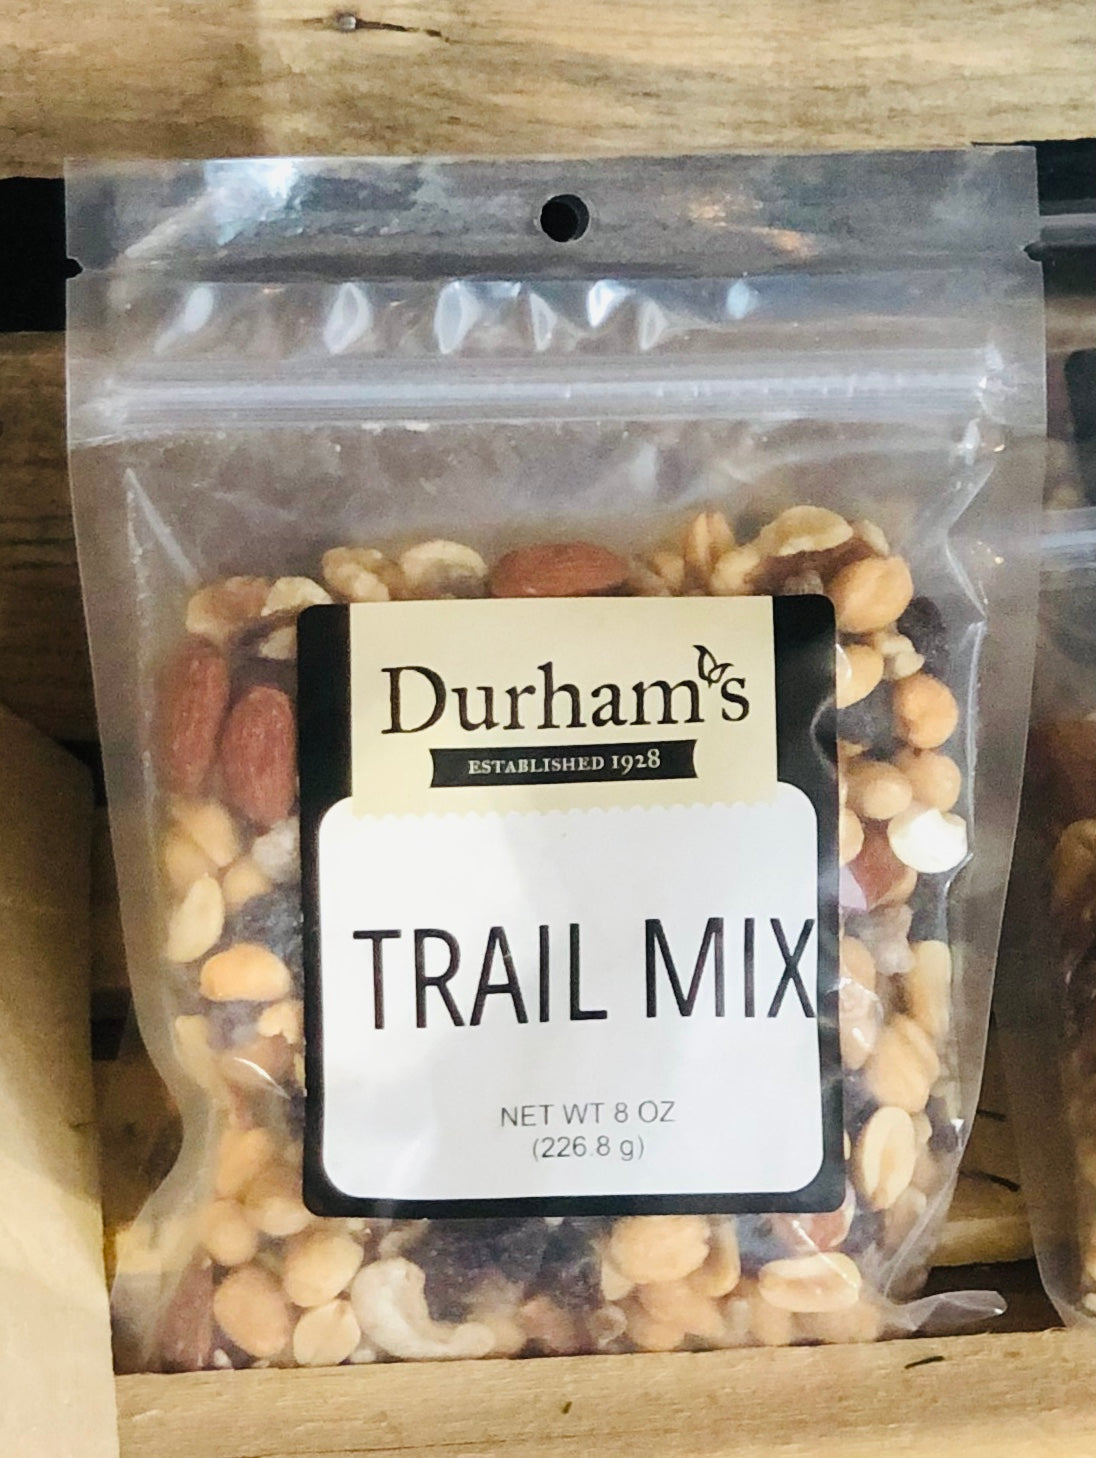 Durham's
ESTABLISHED 1928
TRAIL MIX
NET WT 8 OZ
(226.8 g)